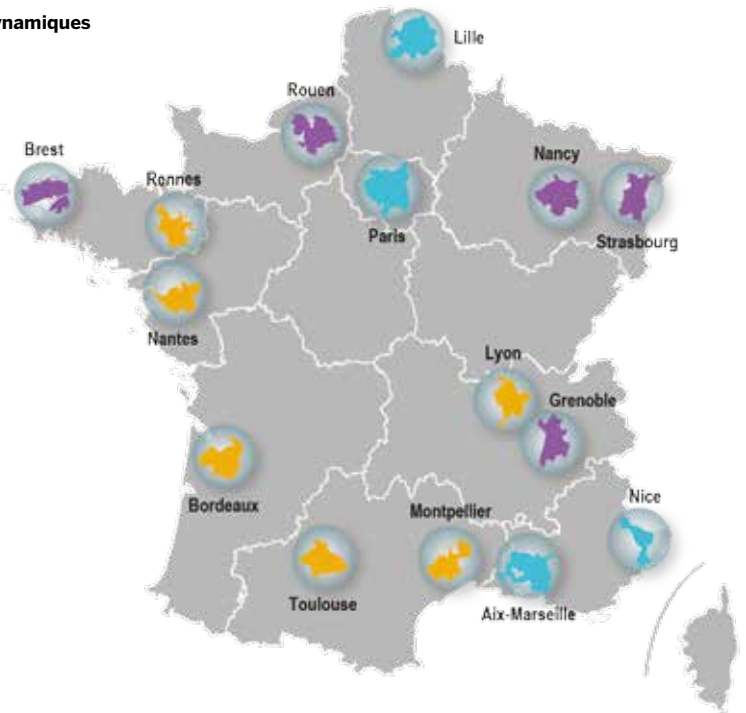 ynamiques
Lille
Rouen
Brest
Nancy
Rennes
Paris
Strasbourg
Nantes
Lyon
Grenoble
Nice
Bordeaux
Montpellier
Toulouse
Aix-Marseille